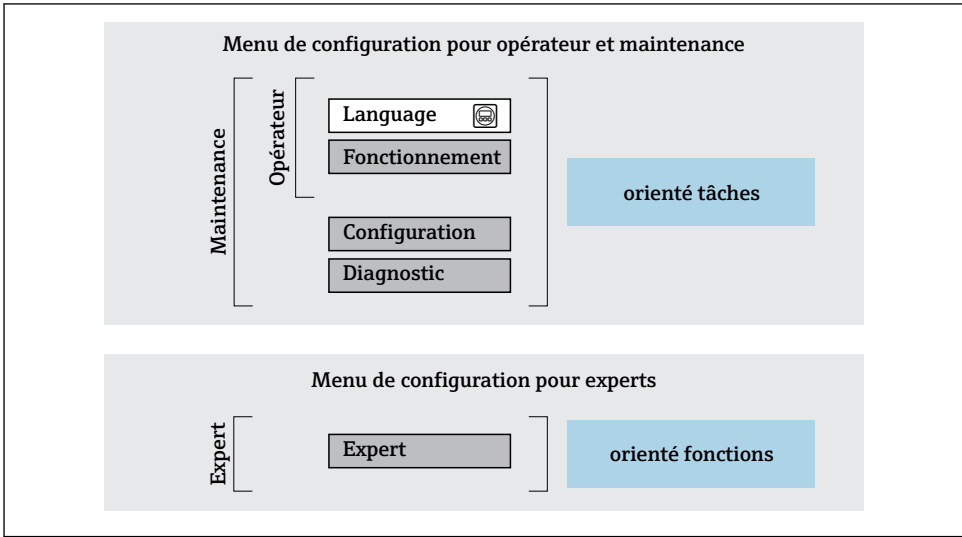 Menu de configuration pour opérateur et maintenance
Maintenance
Opérateur
Language
Fonctionnement
Configuration
Diagnostic
orienté tâches
Menu de configuration pour experts
Expert
Expert
orienté fonctions